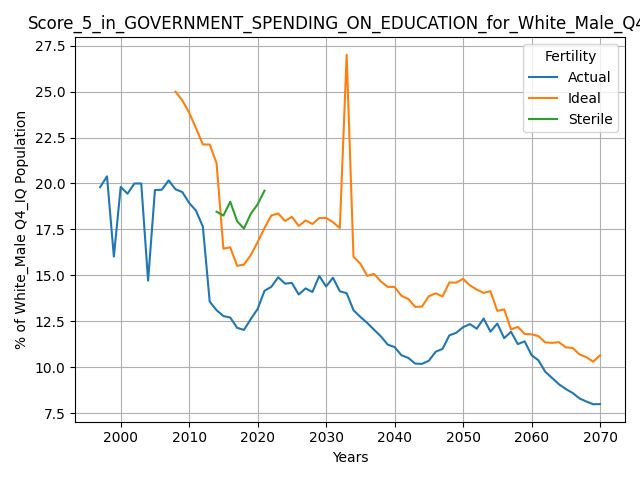 Score_5_in_GOVERNMENT_SPENDING_ON_EDUCATION_for_White_Male_Q4
Fertility
Actual
Ideal
Sterile
% of White_Male Q4_IQ Population
27.5
25.0
22.5
20.0
17.5
15.0
12.5
10.0
7.5
2000 2010 2020 2030 2040 2050 2060 2070
Years